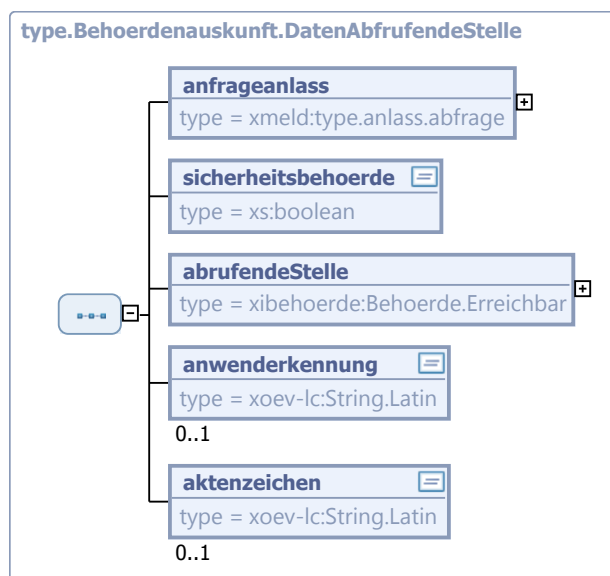 type.Behoerdenauskunft.DatenAbfrufendeStelle
anfrageanlass
type = xmeld:type.anlass.abfrage
sicherheitsbehoerde
type = xs:boolean
abrufendeStelle
type = xibehoerde:Behoerde.Erreichbar
anwenderkennung
type = xoev-lc:String.Latin
0..1
aktenzeichen
type = xoev-lc:String.Latin
0..1